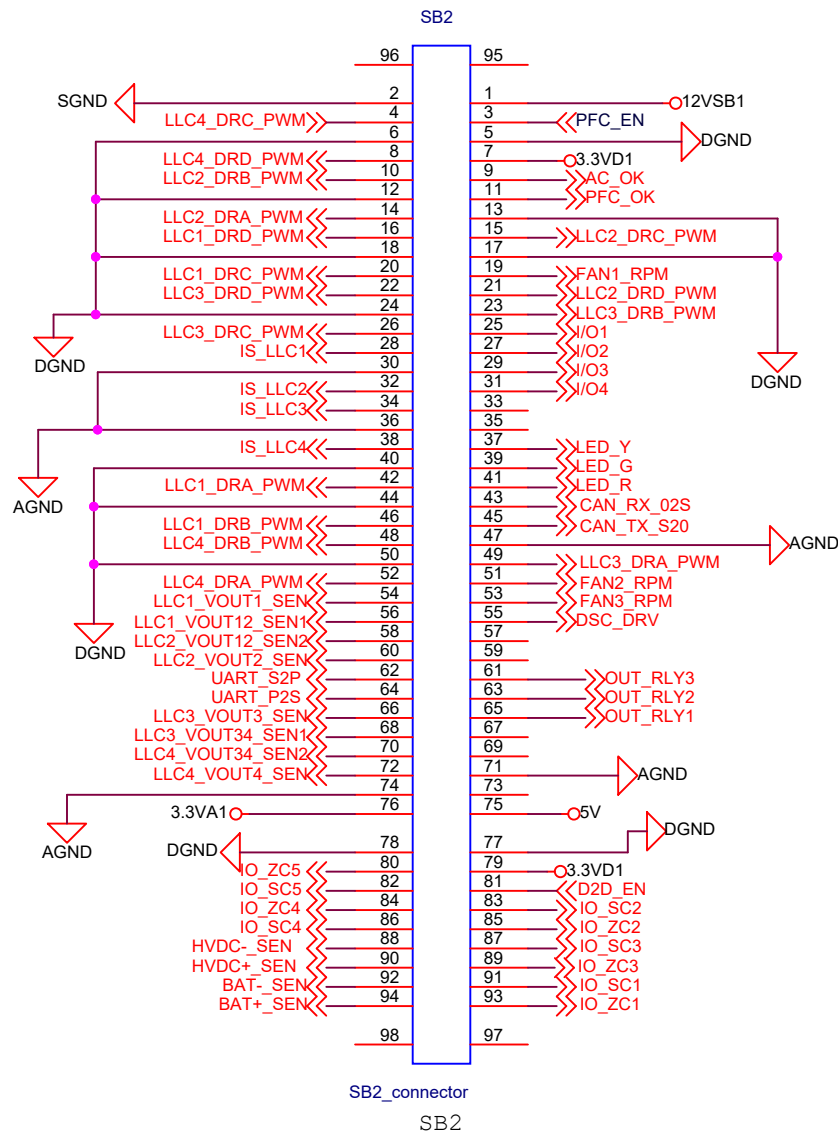 SB2
96 95
SGND 2 1 12VSB1
LLC4_DRC_PWM 4 3 PFC_EN
6 5 DGND
LLC4_DRD_PWM 8 7 3.3VD1
LLC2_DRB_PWM 10 9 AC_OK
12 11 PFC_OK
LLC2_DRA_PWM 14 13
LLC1_DRD_PWM 16 15 LLC2_DRC_PWM
18 17
LLC1_DRC_PWM 20 19 FAN1_RPM
LLC3_DRD_PWM 22 21 LLC2_DRD_PWM
24 23 LLC3_DRB_PWM
LLC3_DRC_PWM 26 25 I/O1
IS_LLC1 28 27 I/O2
DGND 30 29 I/O3
IS_LLC2 32 31 I/O4 DGND
IS_LLC3 34 33
36 35
IS_LLC4 38 37 LED_Y
40 39 LED_G
LLC1_DRA_PWM 42 41 LED_R
AGND 44 43 CAN_RX_02S
LLC1_DRB_PWM 46 45 CAN_TX_S20
LLC4_DRB_PWM 48 47 AGND
50 49 LLC3_DRA_PWM
LLC4_DRA_PWM 52 51 FAN2_RPM
LLC1_VOUT1_SEN 54 53 FAN3_RPM
LLC1_VOUT12_SEN1 56 55 DSC_DRV
LLC2_VOUT12_SEN2 58 57
DGND LLC2_VOUT2_SEN 60 59
UART_S2P 62 61 OUT_RLY3
UART_P2S 64 63 OUT_RLY2
LLC3_VOUT3_SEN 66 65 OUT_RLY1
LLC3_VOUT34_SEN1 68 67
LLC4_VOUT34_SEN2 70 69
LLC4_VOUT4_SEN 72 71 AGND
74 73
3.3VA1 76 75 5V
AGND DGND 78 77 DGND
IO_ZC5 80 79 3.3VD1
IO_SC5 82 81 D2D_EN
IO_ZC4 84 83 IO_SC2
IO_SC4 86 85 IO_ZC2
HVDC-_SEN 88 87 IO_SC3
HVDC+_SEN 90 89 IO_ZC3
BAT-_SEN 92 91 IO_SC1
BAT+_SEN 94 93 IO_ZC1
98 97
SB2_connector
SB2